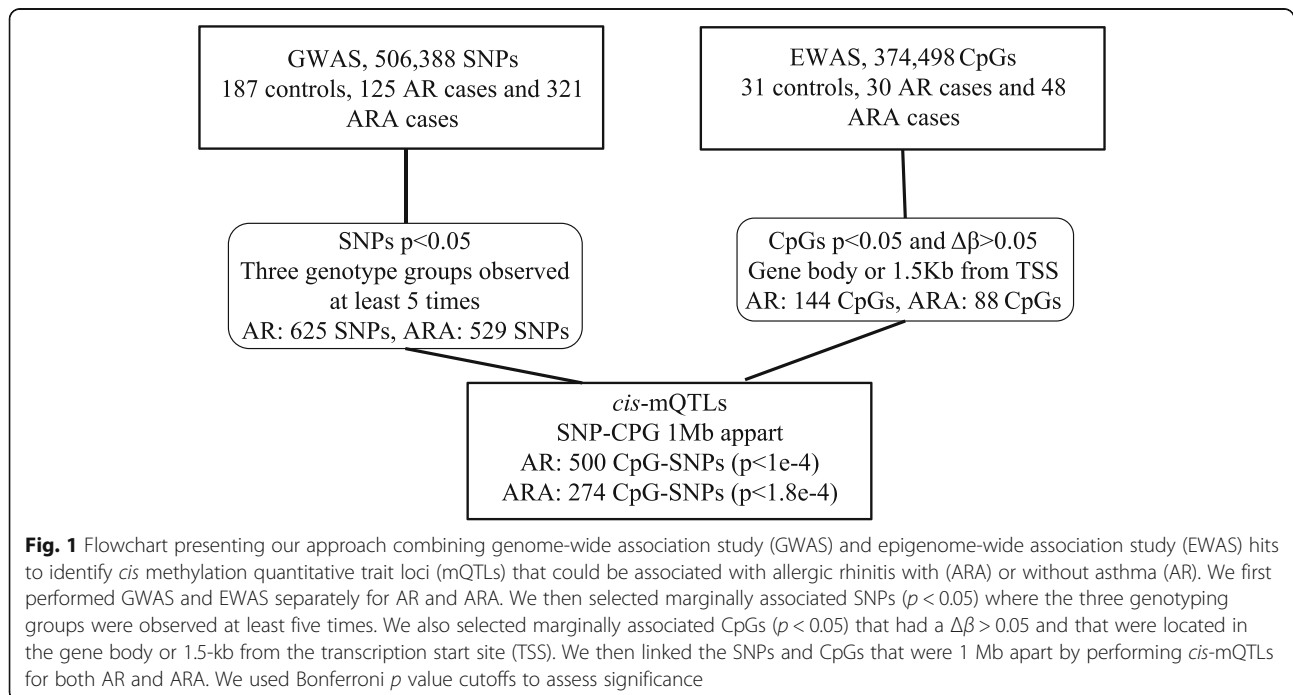 GWAS, 506,388 SNPs
187 controls, 125 AR cases and 321
ARA cases
EWAS, 374,498 CpGs
31 controls, 30 AR cases and 48
ARA cases
SNPs p<0.05
Three genotype groups observed
at least 5 times
AR: 625 SNPs, ARA: 529 SNPs
CpGs p<0.05 and Δβ>0.05
Gene body or 1.5Kb from TSS
AR: 144 CpGs, ARA: 88 CpGs
cis-mQTLs
SNP-CPG 1Mb appart
AR: 500 CpG-SNPs (p<1e-4)
ARA: 274 CpG-SNPs (p<1.8e-4)
Fig. 1 Flowchart presenting our approach combining genome-wide association study (GWAS) and epigenome-wide association study (EWAS) hits
to identify cis methylation quantitative trait loci (mQTLs) that could be associated with allergic rhinitis with (ARA) or without asthma (AR). We first
performed GWAS and EWAS separately for AR and ARA. We then selected marginally associated SNPs (p < 0.05) where the three genotyping
groups were observed at least five times. We also selected marginally associated CpGs (p < 0.05) that had a Δβ > 0.05 and that were located in
the gene body or 1.5-kb from the transcription start site (TSS). We then linked the SNPs and CpGs that were 1 Mb apart by performing cis-mQTLs
for both AR and ARA. We used Bonferroni p value cutoffs to assess significance